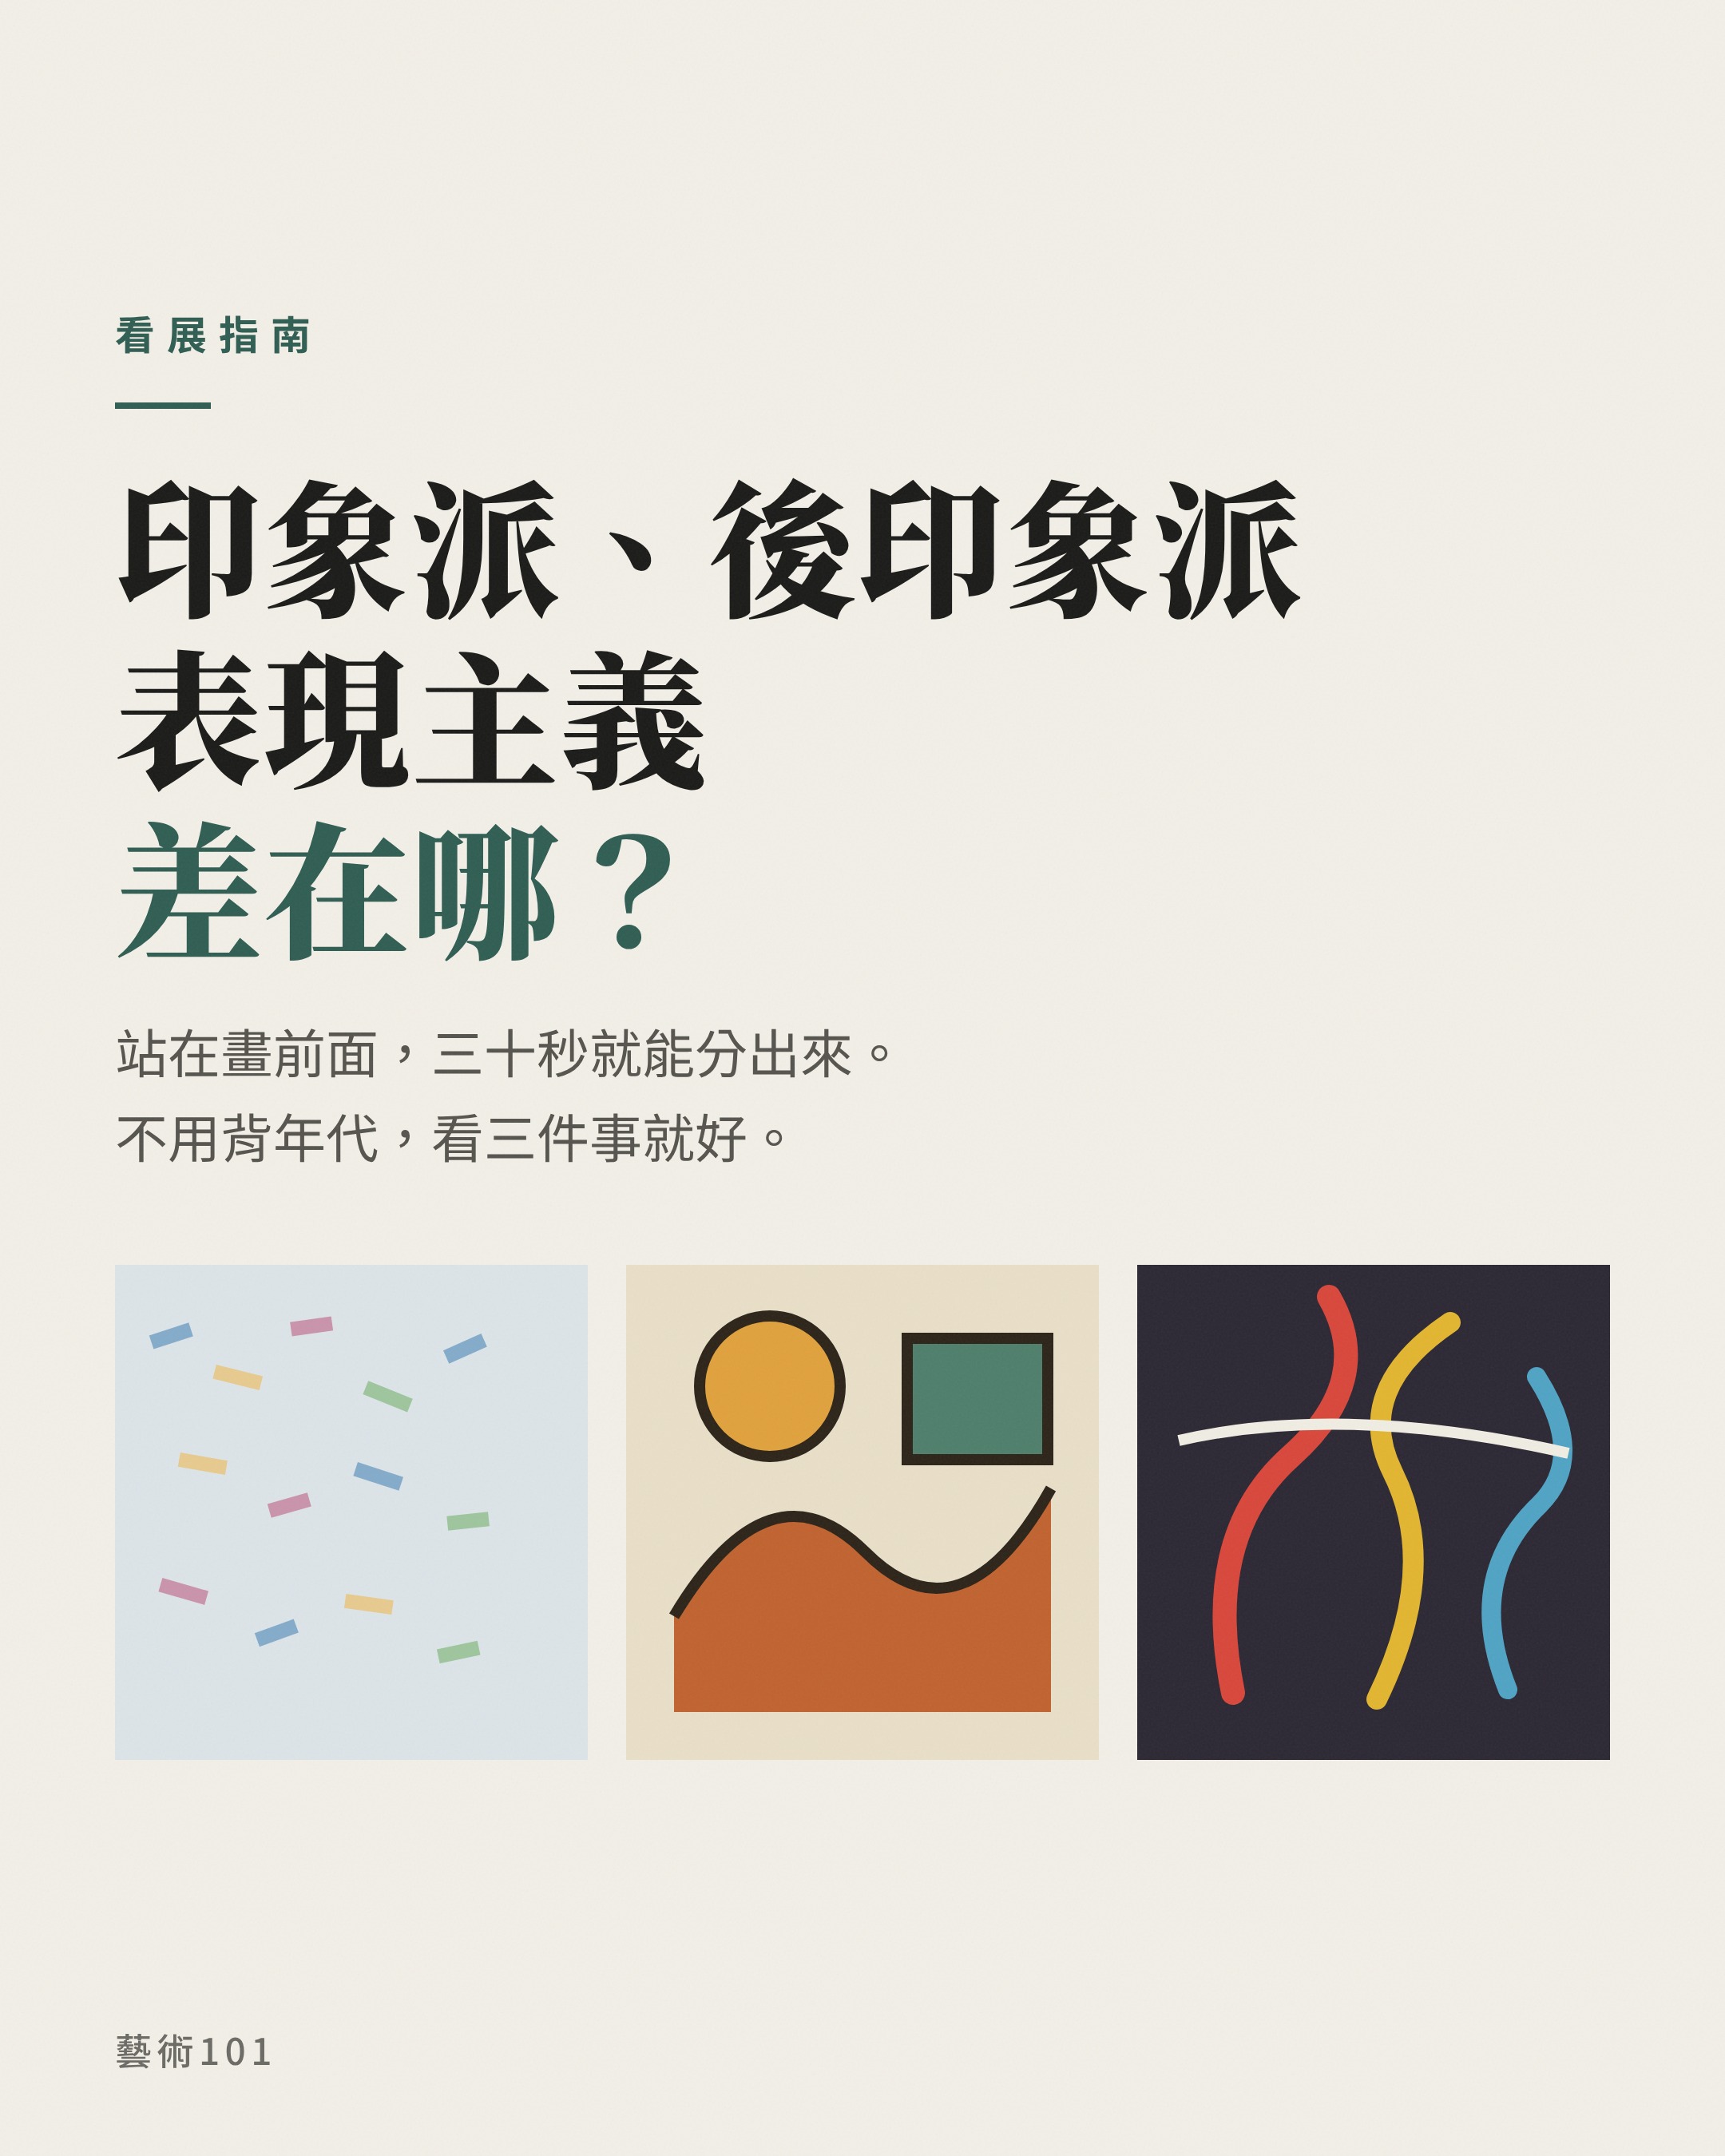 看展指南
印象派、後印象派
表現主義
差在哪？
站在畫前面，三十秒就能分出來。
不用背年代，看三件事就好。
藝術101